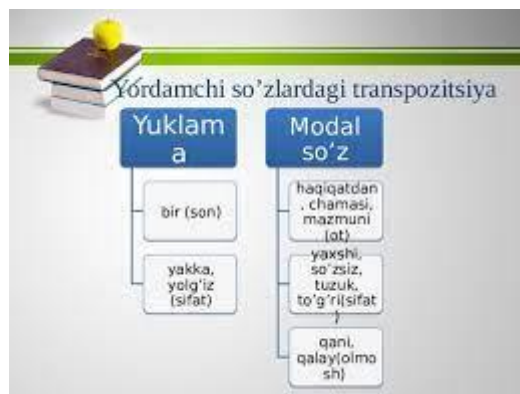 Yordamchi so’zlardagi transpozitsiya
Yuklam
a
bir (son)
yakka,
yolg’iz
(sifat)
Modal
so’z
haqiqatdan
, chamasi,
mazmuni
(ot)
yaxshi,
so’zsiz,
tuzuk,
to’g’ri(sifat
)
qani,
qalay(olmo
sh)